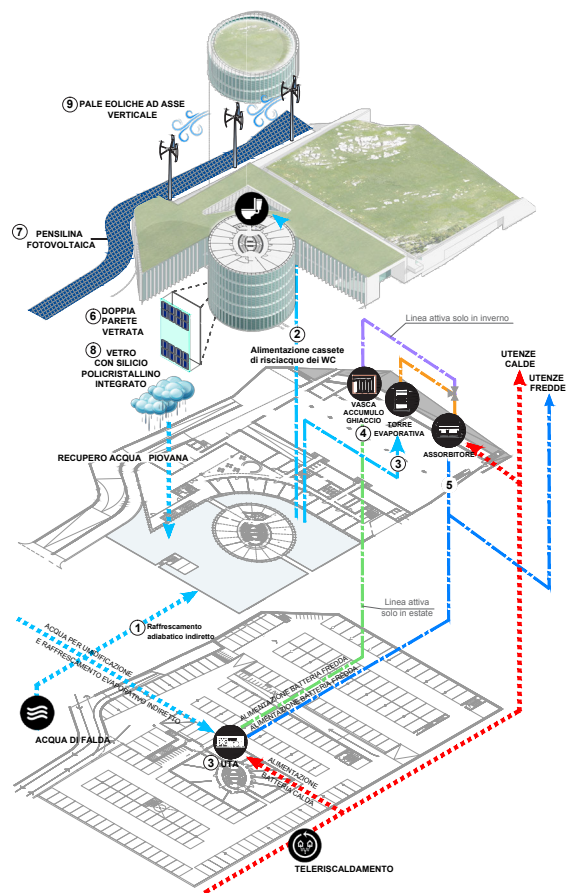 9 PALE EOLICHE AD ASSE
VERTICALE
7 PENSILINA
FOTOVOLTAICA
6 DOPPIA
PARETE
VETRATA
8 VETRO
CON SILICIO
POLICRISTALLINO
INTEGRATO
2
Alimentazione cassete
di risciacquo dei WC
Linea attiva solo in inverno
UTENZE
CALDE
UTENZE
FREDDE
VASCA
ACCUMULO
GHIACCIO
4
TORRE
EVAPORATIVA
3
ASSORBITORE
5
RECUPERO ACQUA PIOVANA
1 Raffrescamento
adiabatico indiretto
Linea attiva
solo in estate
ACQUA PER UMIDIFICAZIONE
E RAFFRESCAMENTO EVAPORATIVO INDIRETTO
ACQUA DI FALDA
ALIMENTAZIONE BATTERIA FREDDA
ALIMENTAZIONE BATTERIA FREDDA
3 UTA
ALIMENTAZIONE
BATTERIA CALDA
TELERISCALDAMENTO